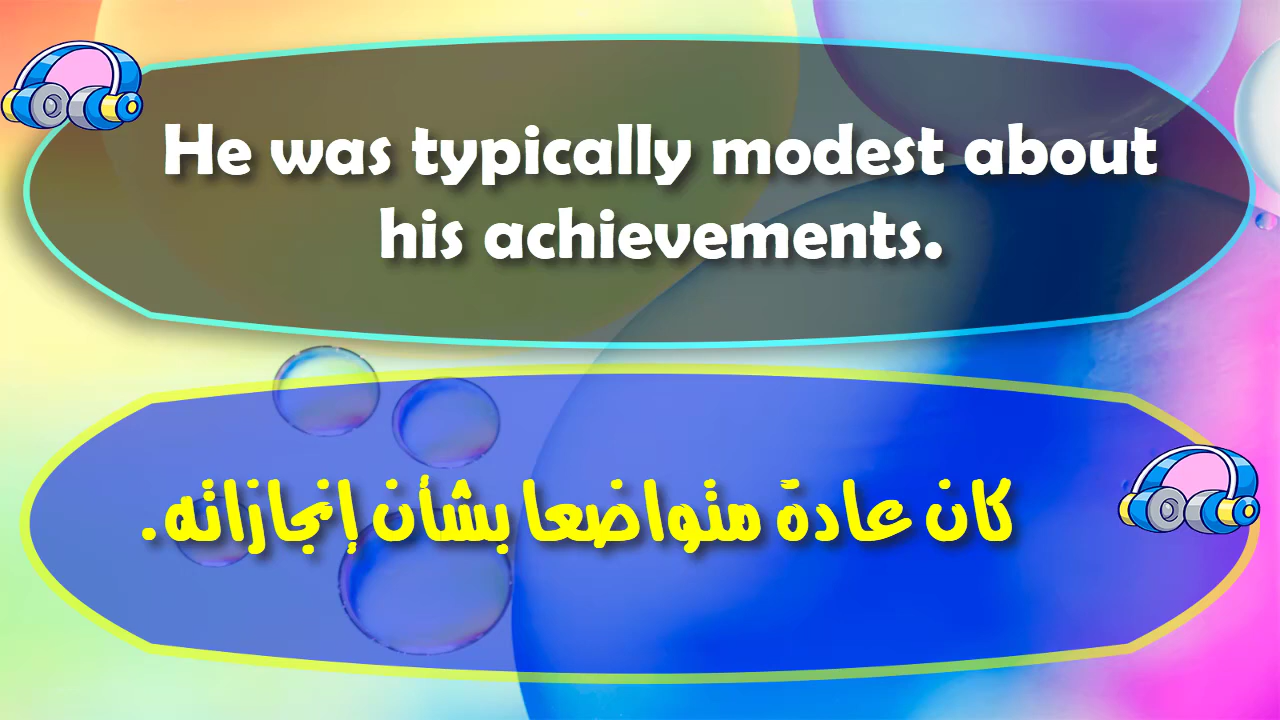 He was typically modest about
his achievements.
كان عادةً متواضعا بشأن إنجازاته.